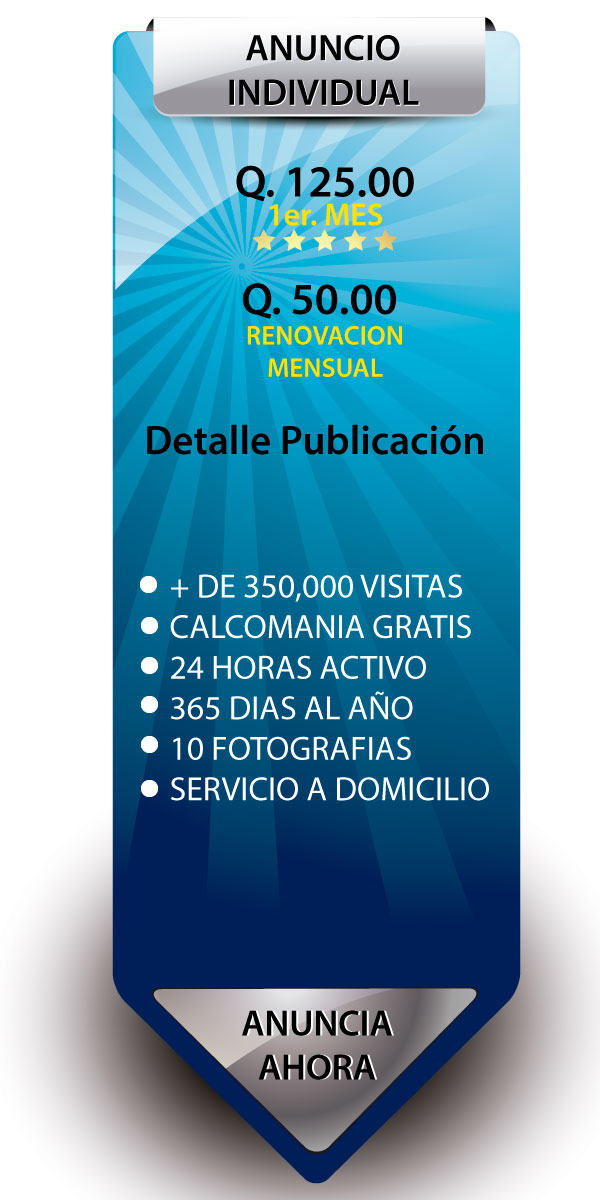 ANUNCIO
INDIVIDUAL
Q. 125.00
1er. MES
Q. 50.00
RENOVACION
MENSUAL
Detalle Publicación
+ DE 350,000 VISITAS
CALCOMANIA GRATIS
24 HORAS ACTIVO
365 DIAS AL AÑO
10 FOTOGRAFIAS
SERVICIO A DOMICILIO
ANUNCIA
AHORA